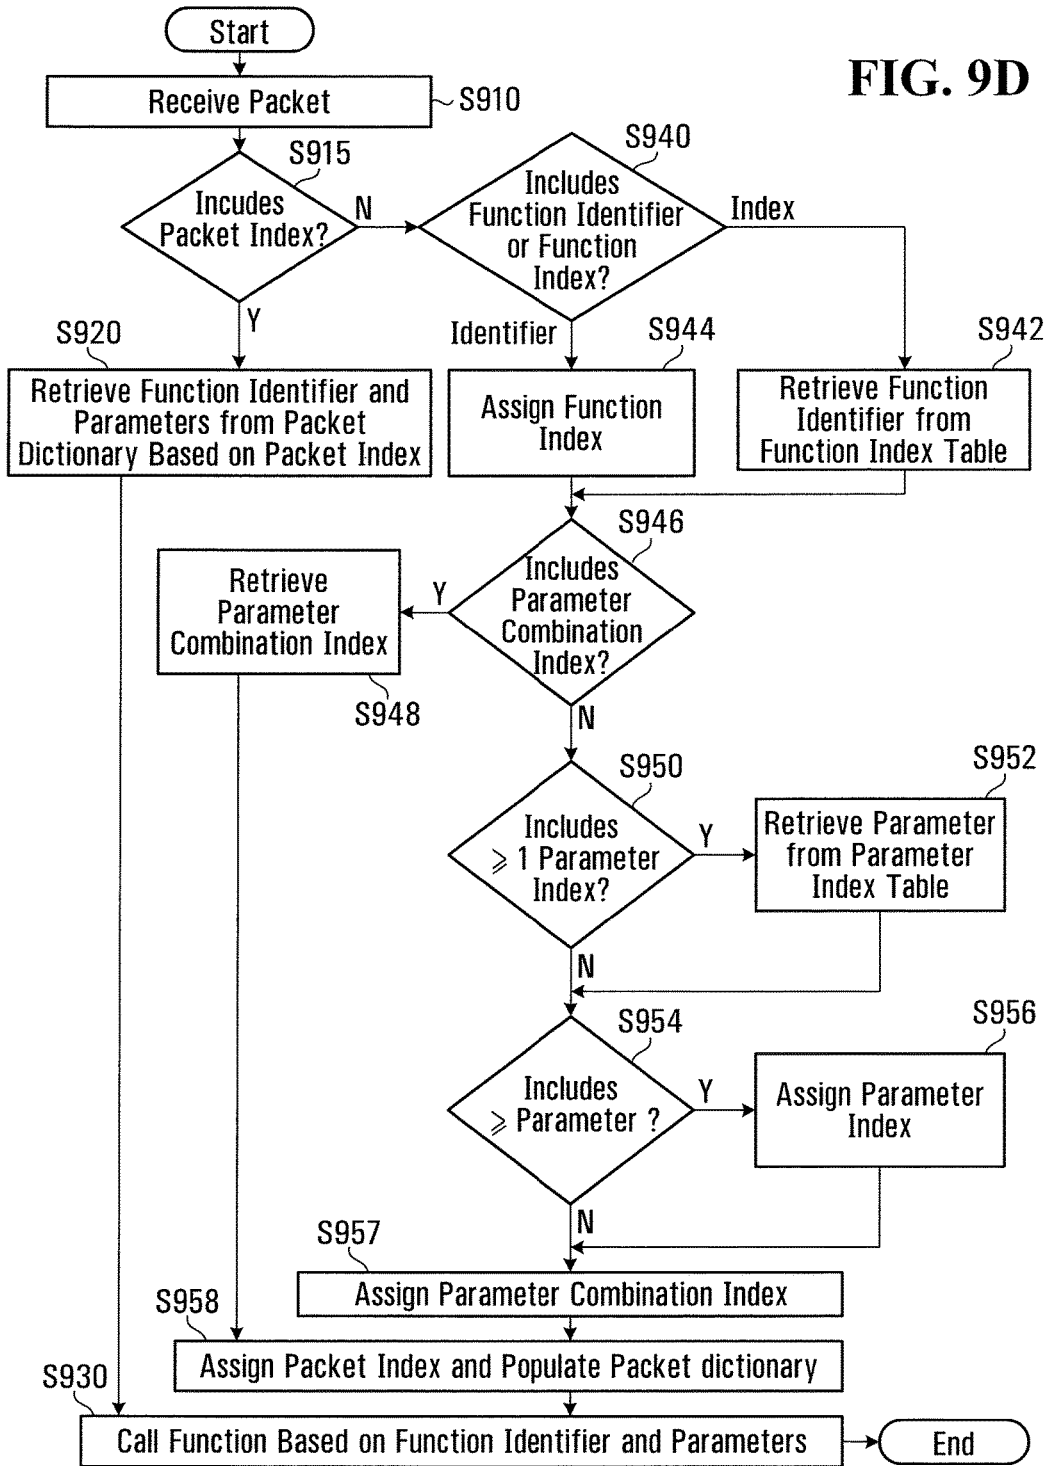 FIG. 9D
Start
Receive Packet
S910
S915
Incudes
Packet Index?
N
Y
S940
Includes
Function Identifier
or Function
Index?
Index
Identifier
S920
Retrieve Function Identifier and
Parameters from Packet
Dictionary Based on Packet Index
S944
Assign Function
Index
S942
Retrieve Function
Identifier from
Function Index Table
S946
Includes
Parameter
Combination
Index?
Y
N
Retrieve
Parameter
Combination Index
S948
S950
Includes
⩾ 1 Parameter
Index?
Y
N
S952
Retrieve Parameter
from Parameter
Index Table
S954
Includes
⩾ Parameter ?
Y
N
S956
Assign Parameter
Index
S957
Assign Parameter Combination Index
S958
Assign Packet Index and Populate Packet dictionary
S930
Call Function Based on Function Identifier and Parameters
End